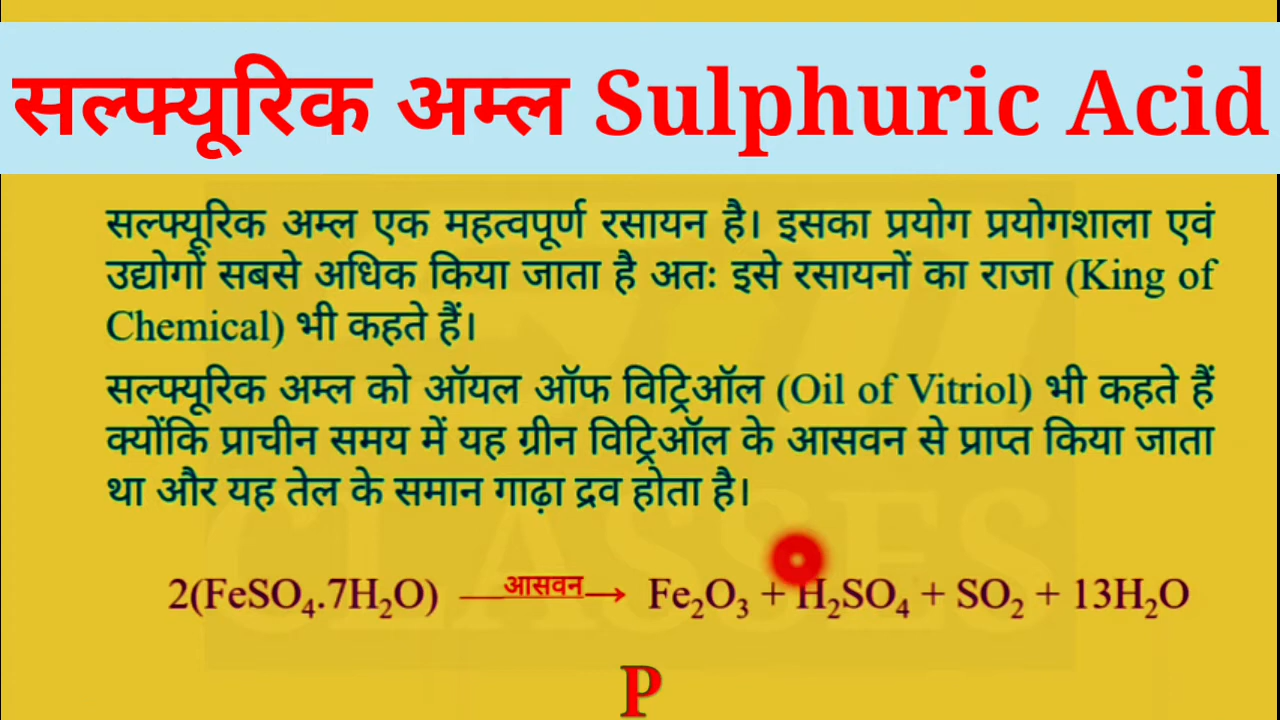 सल्फ्यूरिक अम्ल Sulphuric Acid
सल्फ्यूरिक अम्ल एक महत्वपूर्ण रसायन है। इसका प्रयोग प्रयोगशाला एवं
उद्योगों सबसे अधिक किया जाता है अतः इसे रसायनों का राजा (King of
Chemical) भी कहते हैं।
सल्फ्यूरिक अम्ल को ऑयल ऑफ विट्रिऑल (Oil of Vitriol) भी कहते हैं
क्योंकि प्राचीन समय में यह ग्रीन विट्रिऑल के आसवन से प्राप्त किया जाता
था और यह तेल के समान गाढ़ा द्रव होता है।
2(FeSO₄.7H₂O) —आसवन→ Fe₂O₃ + H₂SO₄ + SO₂ + 13H₂O
CLASSES
P